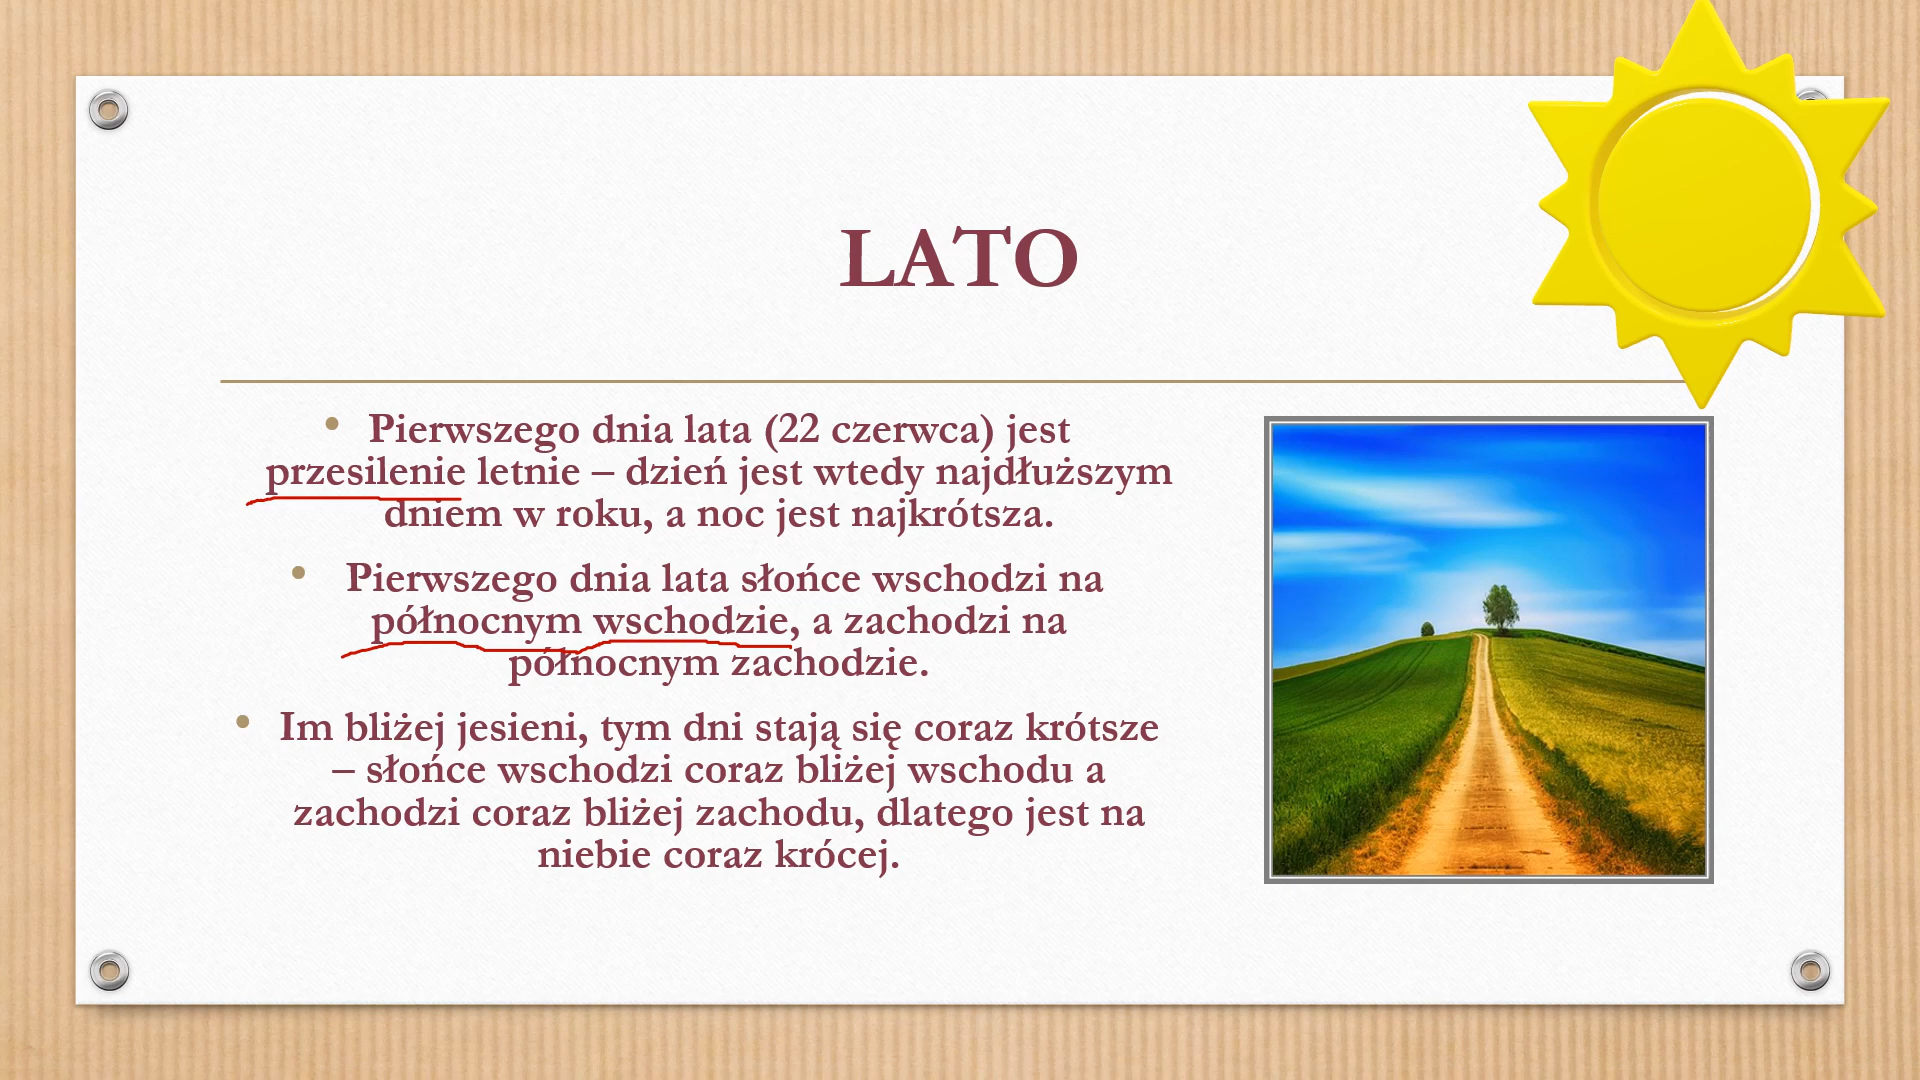 LATO
• Pierwszego dnia lata (22 czerwca) jest
przesilenie letnie – dzień jest wtedy najdłuższym
dniem w roku, a noc jest najkrótsza.
• Pierwszego dnia lata słońce wschodzi na
północnym wschodzie, a zachodzi na
północnym zachodzie.
• Im bliżej jesieni, tym dni stają się coraz krótsze
– słońce wschodzi coraz bliżej wschodu a
zachodzi coraz bliżej zachodu, dlatego jest na
niebie coraz krócej.